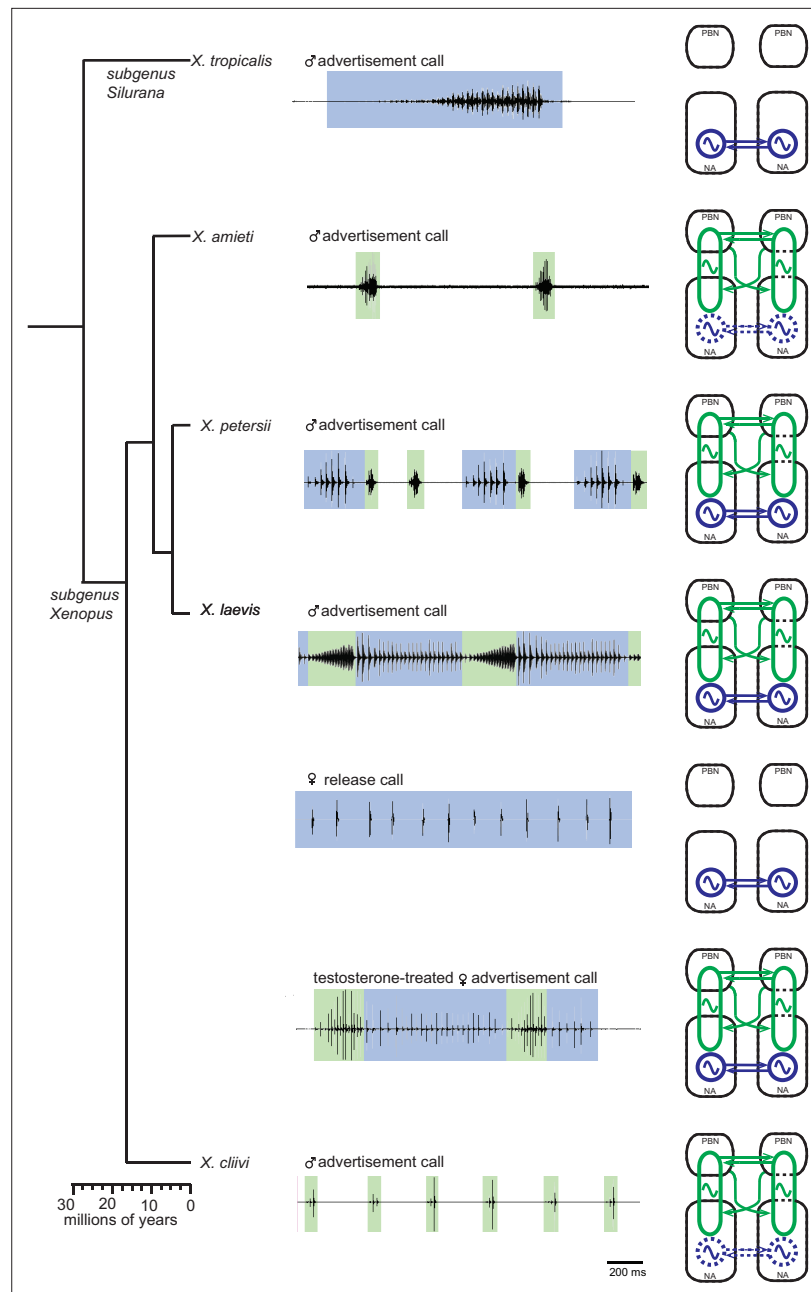 PBN PBN
X. tropicalis
♂advertisement call
subgenus
Silurana
NA NA
X. amieti
♂advertisement call
PBN PBN
NA NA
X. petersii
♂advertisement call
PBN PBN
NA NA
subgenus
Xenopus
X. laevis
♂advertisement call
PBN PBN
NA NA
♀ release call
PBN PBN
NA NA
testosterone-treated ♀ advertisement call
PBN PBN
NA NA
X. cliivi
♂advertisement call
PBN PBN
NA NA
30 20 10 0
millions of years
200 ms